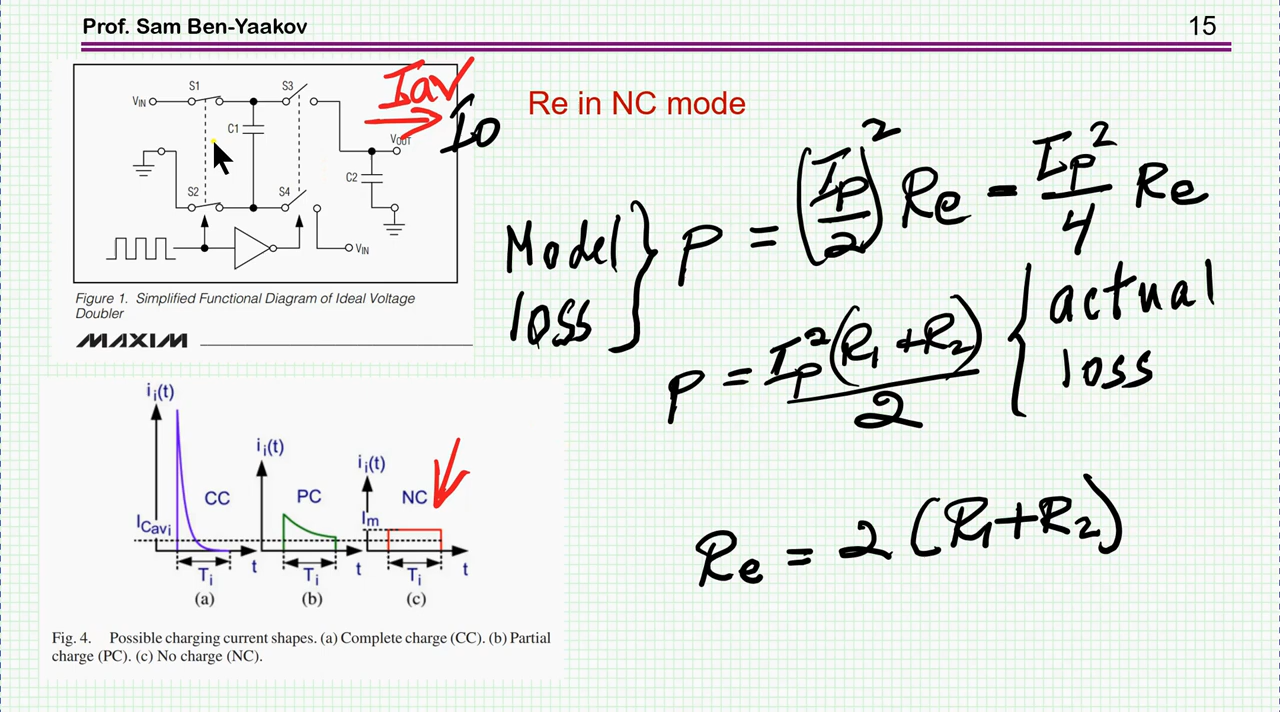 Prof. Sam Ben-Yaakov
15
S1
S3
VIN
C1
VOUT
C2
S2
S4
VIN
Iav
Io
Figure 1. Simplified Functional Diagram of Ideal Voltage
Doubler
MAXIM
Re in NC mode
Model loss } P = (Ip/2)² Re = Ip²/4 Re
P = Ip²(R1+R2)/2 { actual loss
Re = 2 (R1+R2)
ii(t)
ii(t)
ii(t)
CC
PC
NC
ICavi
Im
Ti
t
Ti
t
Ti
t
(a)
(b)
(c)
Fig. 4. Possible charging current shapes. (a) Complete charge (CC). (b) Partial
charge (PC). (c) No charge (NC).